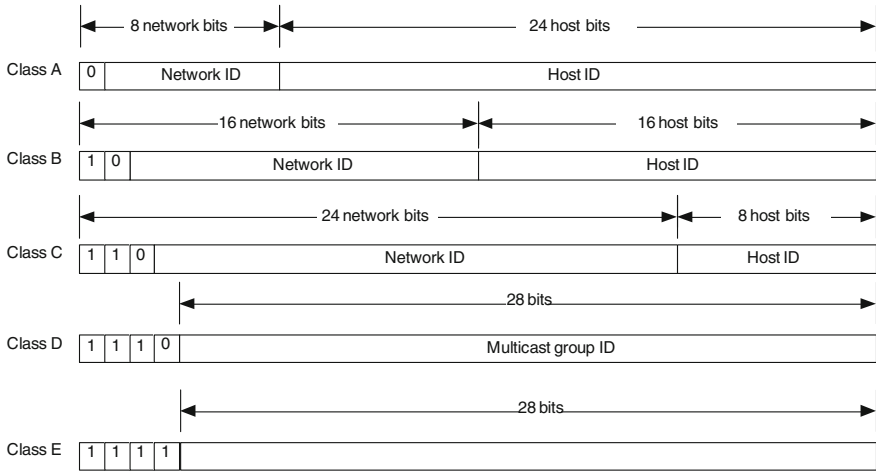 8 network bits 24 host bits
Class A 0 Network ID Host ID
16 network bits 16 host bits
Class B 1 0 Network ID Host ID
24 network bits 8 host bits
Class C 1 1 0 Network ID Host ID
28 bits
Class D 1 1 1 0 Multicast group ID
28 bits
Class E 1 1 1 1